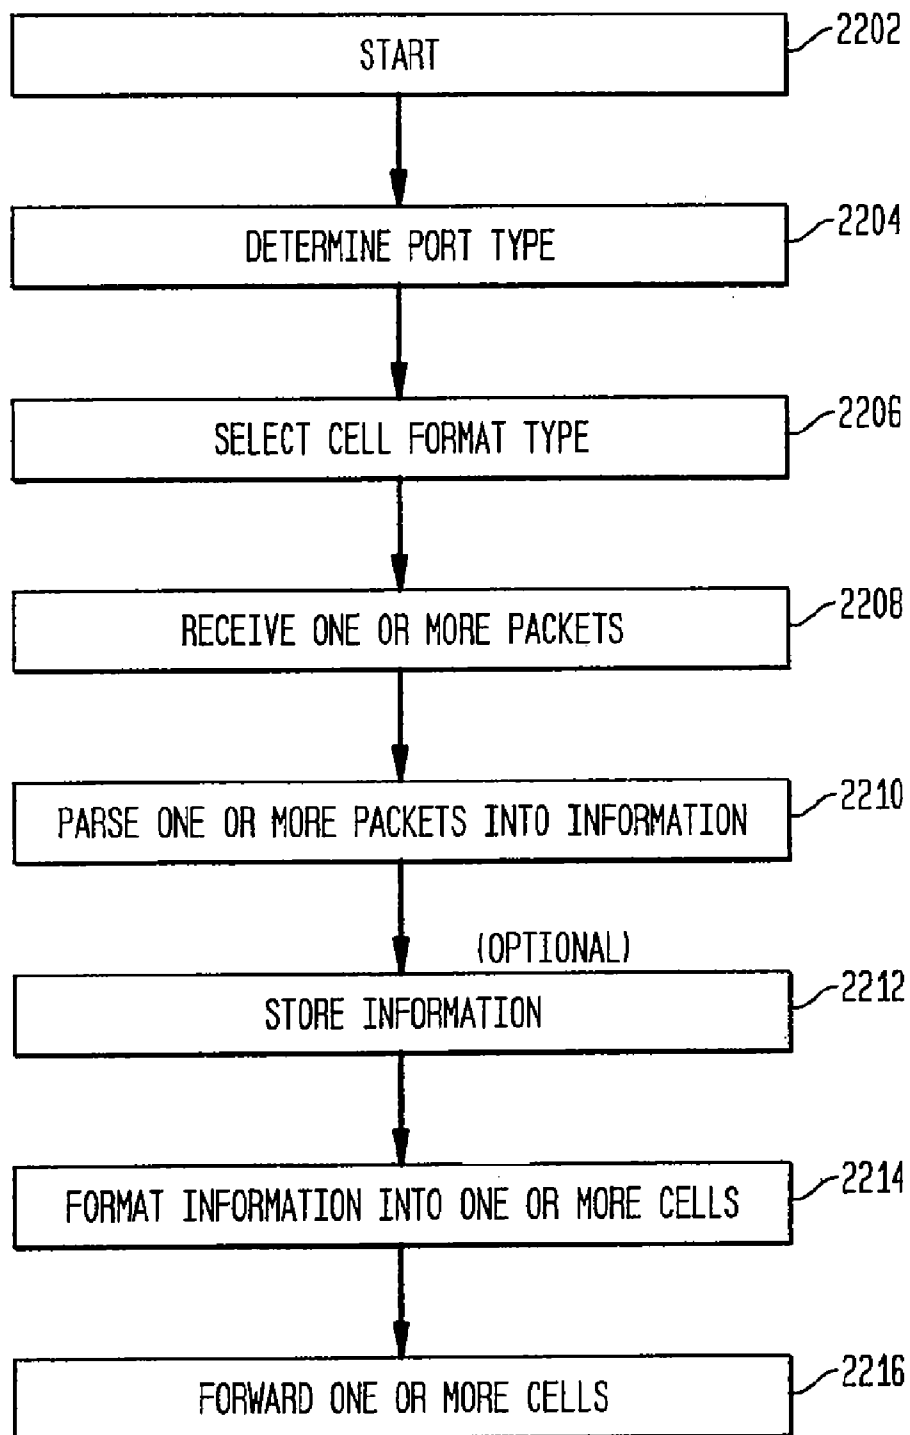 START
2202
DETERMINE PORT TYPE
2204
SELECT CELL FORMAT TYPE
2206
RECEIVE ONE OR MORE PACKETS
2208
PARSE ONE OR MORE PACKETS INTO INFORMATION
2210
(OPTIONAL)
STORE INFORMATION
2212
FORMAT INFORMATION INTO ONE OR MORE CELLS
2214
FORWARD ONE OR MORE CELLS
2216